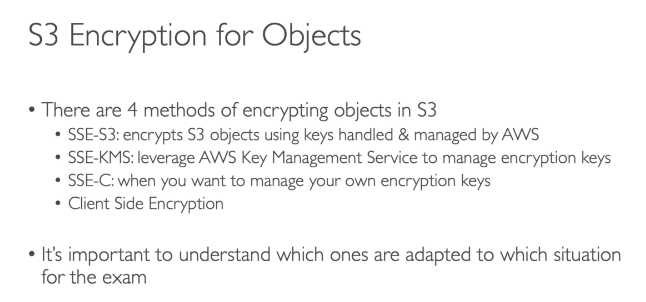 S3 Encryption for Objects
• There are 4 methods of encrypting objects in S3
• SSE-S3: encrypts S3 objects using keys handled & managed by AWS
• SSE-KMS: leverage AWS Key Management Service to manage encryption keys
• SSE-C: when you want to manage your own encryption keys
• Client Side Encryption
• It's important to understand which ones are adapted to which situation
for the exam